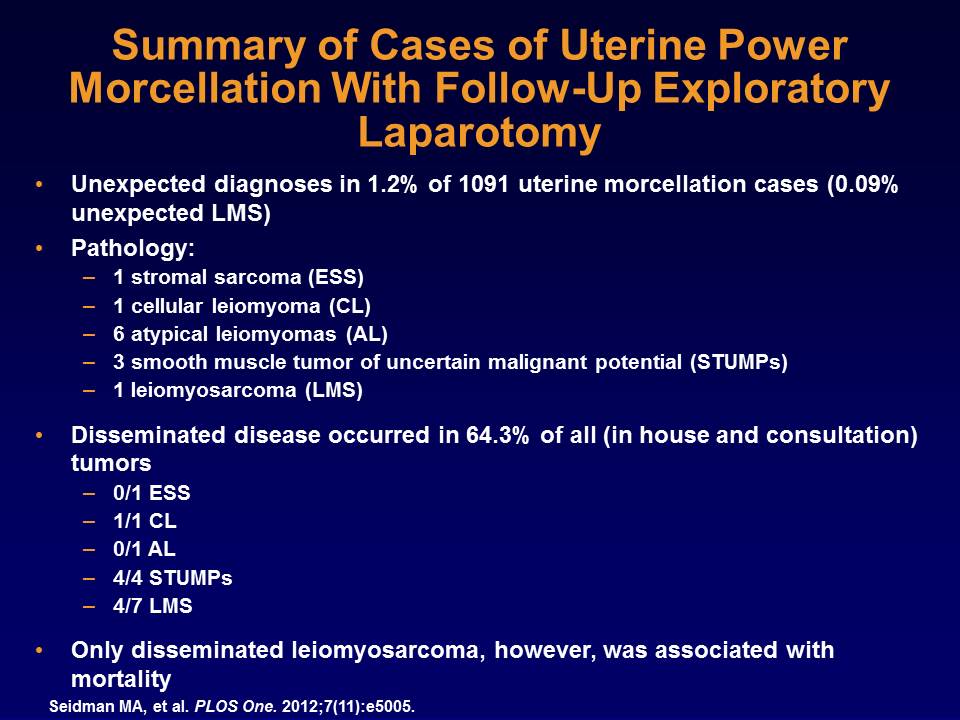 Summary of Cases of Uterine Power
Morcellation With Follow-Up Exploratory
Laparotomy
• Unexpected diagnoses in 1.2% of 1091 uterine morcellation cases (0.09%
unexpected LMS)
• Pathology:
– 1 stromal sarcoma (ESS)
– 1 cellular leiomyoma (CL)
– 6 atypical leiomyomas (AL)
– 3 smooth muscle tumor of uncertain malignant potential (STUMPs)
– 1 leiomyosarcoma (LMS)
• Disseminated disease occurred in 64.3% of all (in house and consultation)
tumors
– 0/1 ESS
– 1/1 CL
– 0/1 AL
– 4/4 STUMPs
– 4/7 LMS
• Only disseminated leiomyosarcoma, however, was associated with
mortality
Seidman MA, et al. PLOS One. 2012;7(11):e5005.